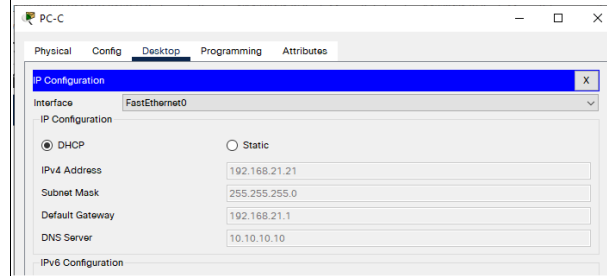 PC-C
Physical Config Desktop Programming Attributes
IP Configuration X
Interface FastEthernet0
IP Configuration
DHCP Static
IPv4 Address 192.168.21.21
Subnet Mask 255.255.255.0
Default Gateway 192.168.21.1
DNS Server 10.10.10.10
IPv6 Configuration